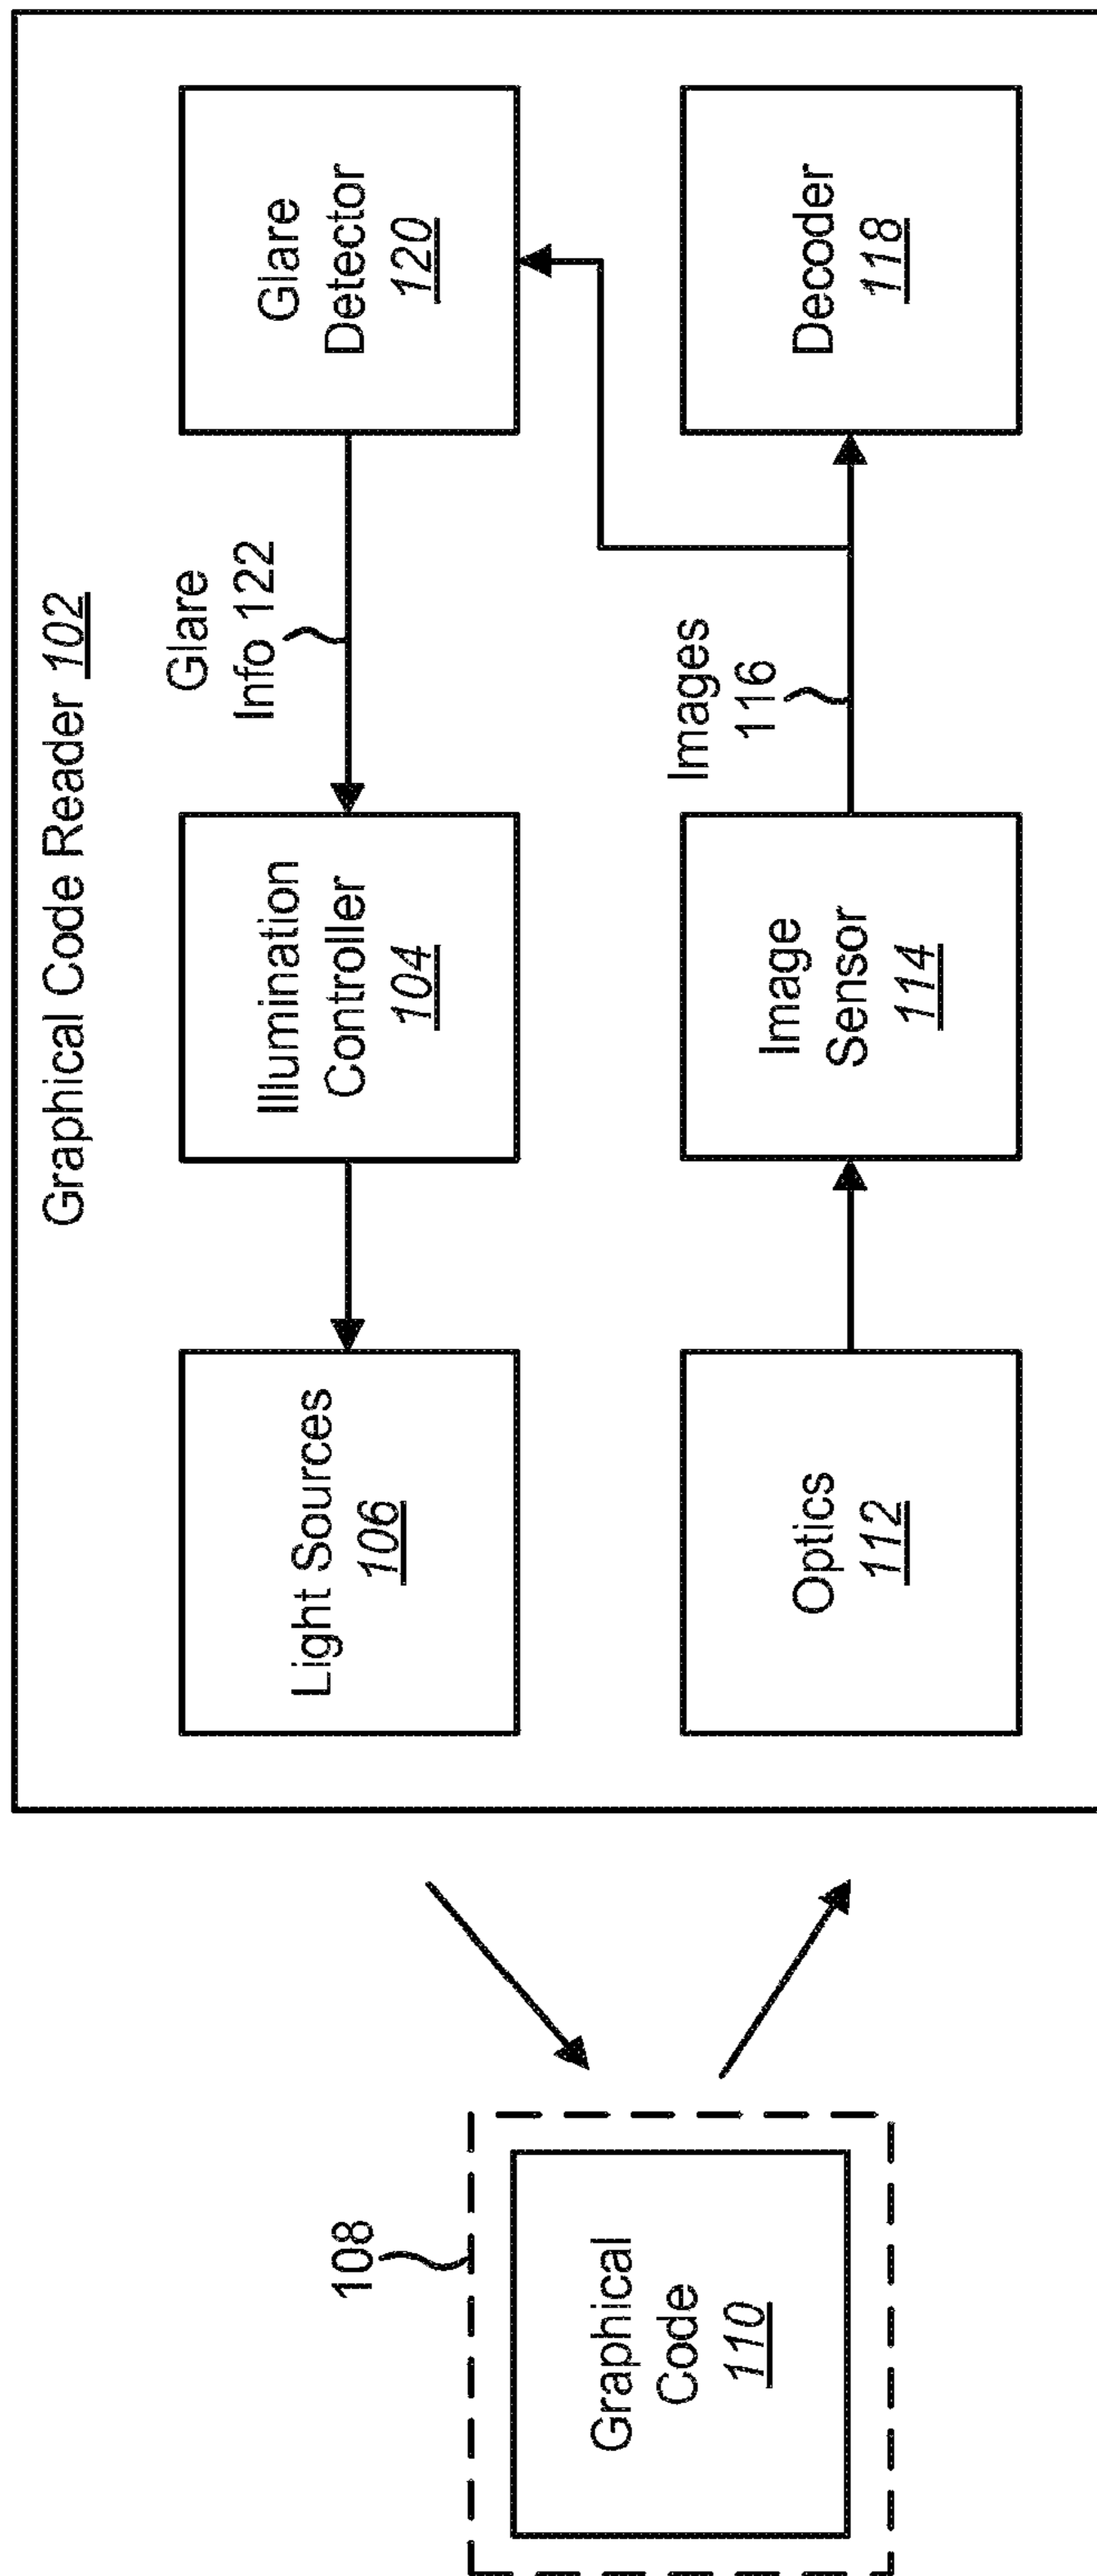 Graphical Code Reader 102
Light Sources
106
Illumination
Controller
104
Glare
Info 122
Glare
Detector
120
108
Graphical
Code
110
Optics
112
Image
Sensor
114
Images
116
Decoder
118